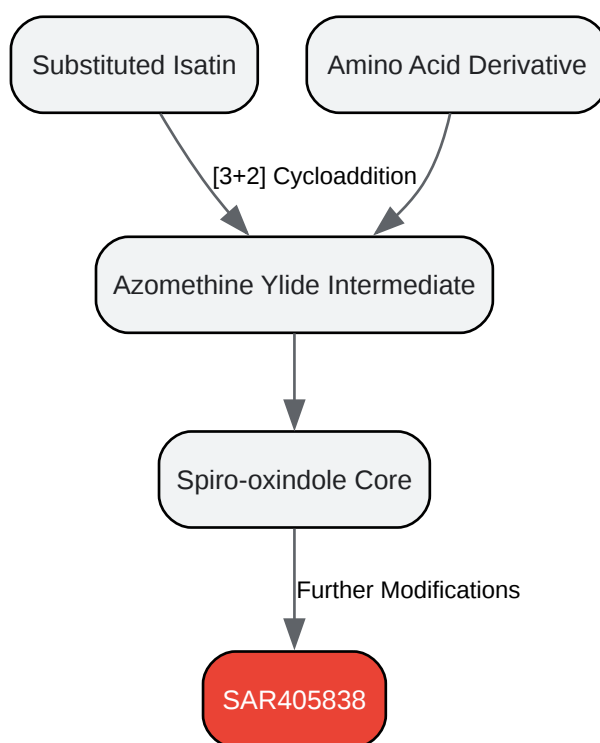 Substituted Isatin
Amino Acid Derivative
[3+2] Cycloaddition
Azomethine Ylide Intermediate
Spiro-oxindole Core
Further Modifications
SAR405838